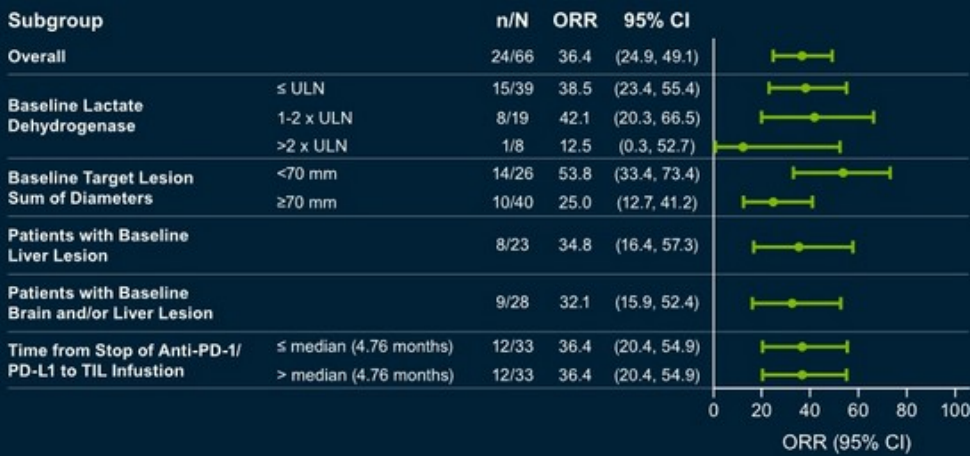 Subgroup n/N ORR 95% CI
Overall 24/66 36.4 (24.9, 49.1)
Baseline Lactate
Dehydrogenase
≤ ULN 15/39 38.5 (23.4, 55.4)
1-2 x ULN 8/19 42.1 (20.3, 66.5)
>2 x ULN 1/8 12.5 (0.3, 52.7)
Baseline Target Lesion
Sum of Diameters
<70 mm 14/26 53.8 (33.4, 73.4)
≥70 mm 10/40 25.0 (12.7, 41.2)
Patients with Baseline
Liver Lesion
8/23 34.8 (16.4, 57.3)
Patients with Baseline
Brain and/or Liver Lesion
9/28 32.1 (15.9, 52.4)
Time from Stop of Anti-PD-1/
PD-L1 to TIL Infustion
≤ median (4.76 months) 12/33 36.4 (20.4, 54.9)
> median (4.76 months) 12/33 36.4 (20.4, 54.9)
0 20 40 60 80 100
ORR (95% CI)